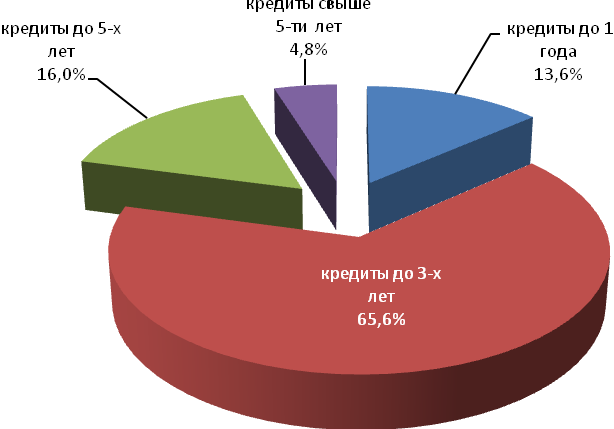 кредиты свыше
5-ти лет
4,8%
кредиты до 5-х
лет
16,0%
кредиты до 1
года
13,6%
кредиты до 3-х
лет
65,6%